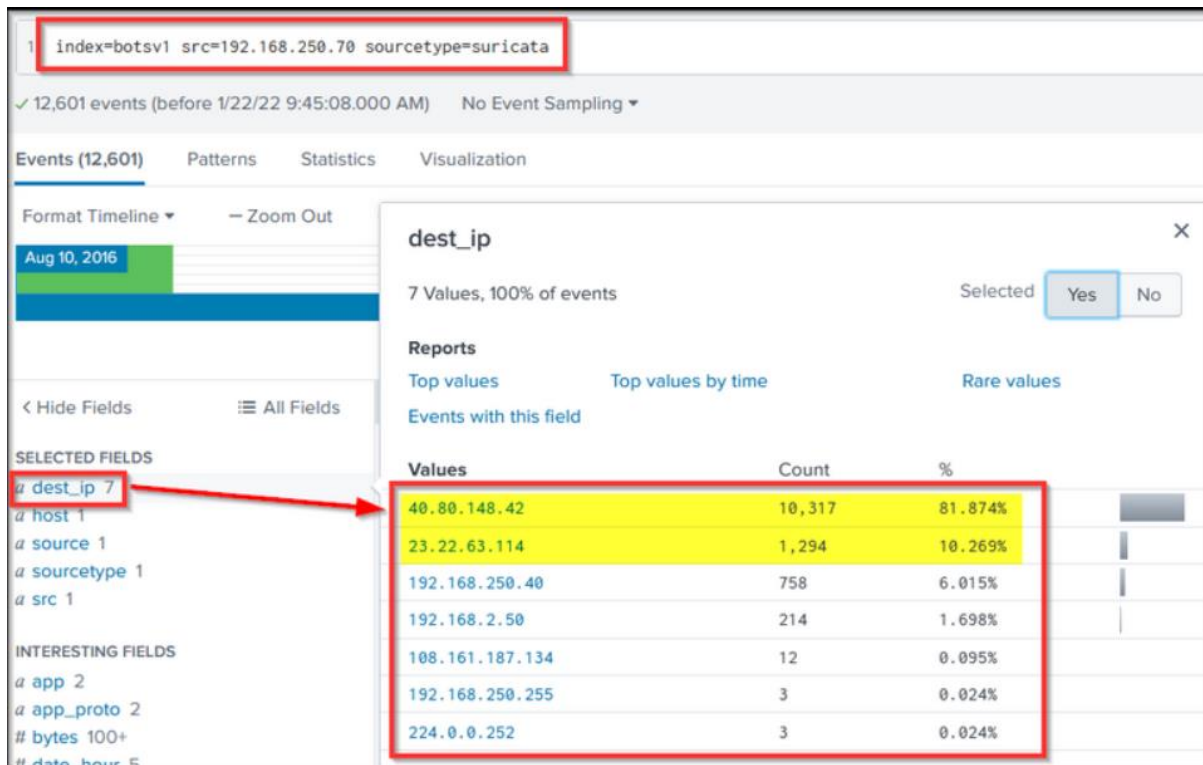 1 index=botsv1 src=192.168.250.70 sourcetype=suricata
✓ 12,601 events (before 1/22/22 9:45:08.000 AM) No Event Sampling ▾
Events (12,601) Patterns Statistics Visualization
Format Timeline ▾ — Zoom Out
Aug 10, 2016
< Hide Fields ≔ All Fields
SELECTED FIELDS
a dest_ip 7
a host 1
a source 1
a sourcetype 1
a src 1
INTERESTING FIELDS
a app 2
a app_proto 2
# bytes 100+
# date_hour 5
dest_ip ×
7 Values, 100% of events Selected Yes No
Reports
Top values Top values by time Rare values
Events with this field
Values Count %
40.80.148.42 10,317 81.874%
23.22.63.114 1,294 10.269%
192.168.250.40 758 6.015%
192.168.2.50 214 1.698%
108.161.187.134 12 0.095%
192.168.250.255 3 0.024%
224.0.0.252 3 0.024%